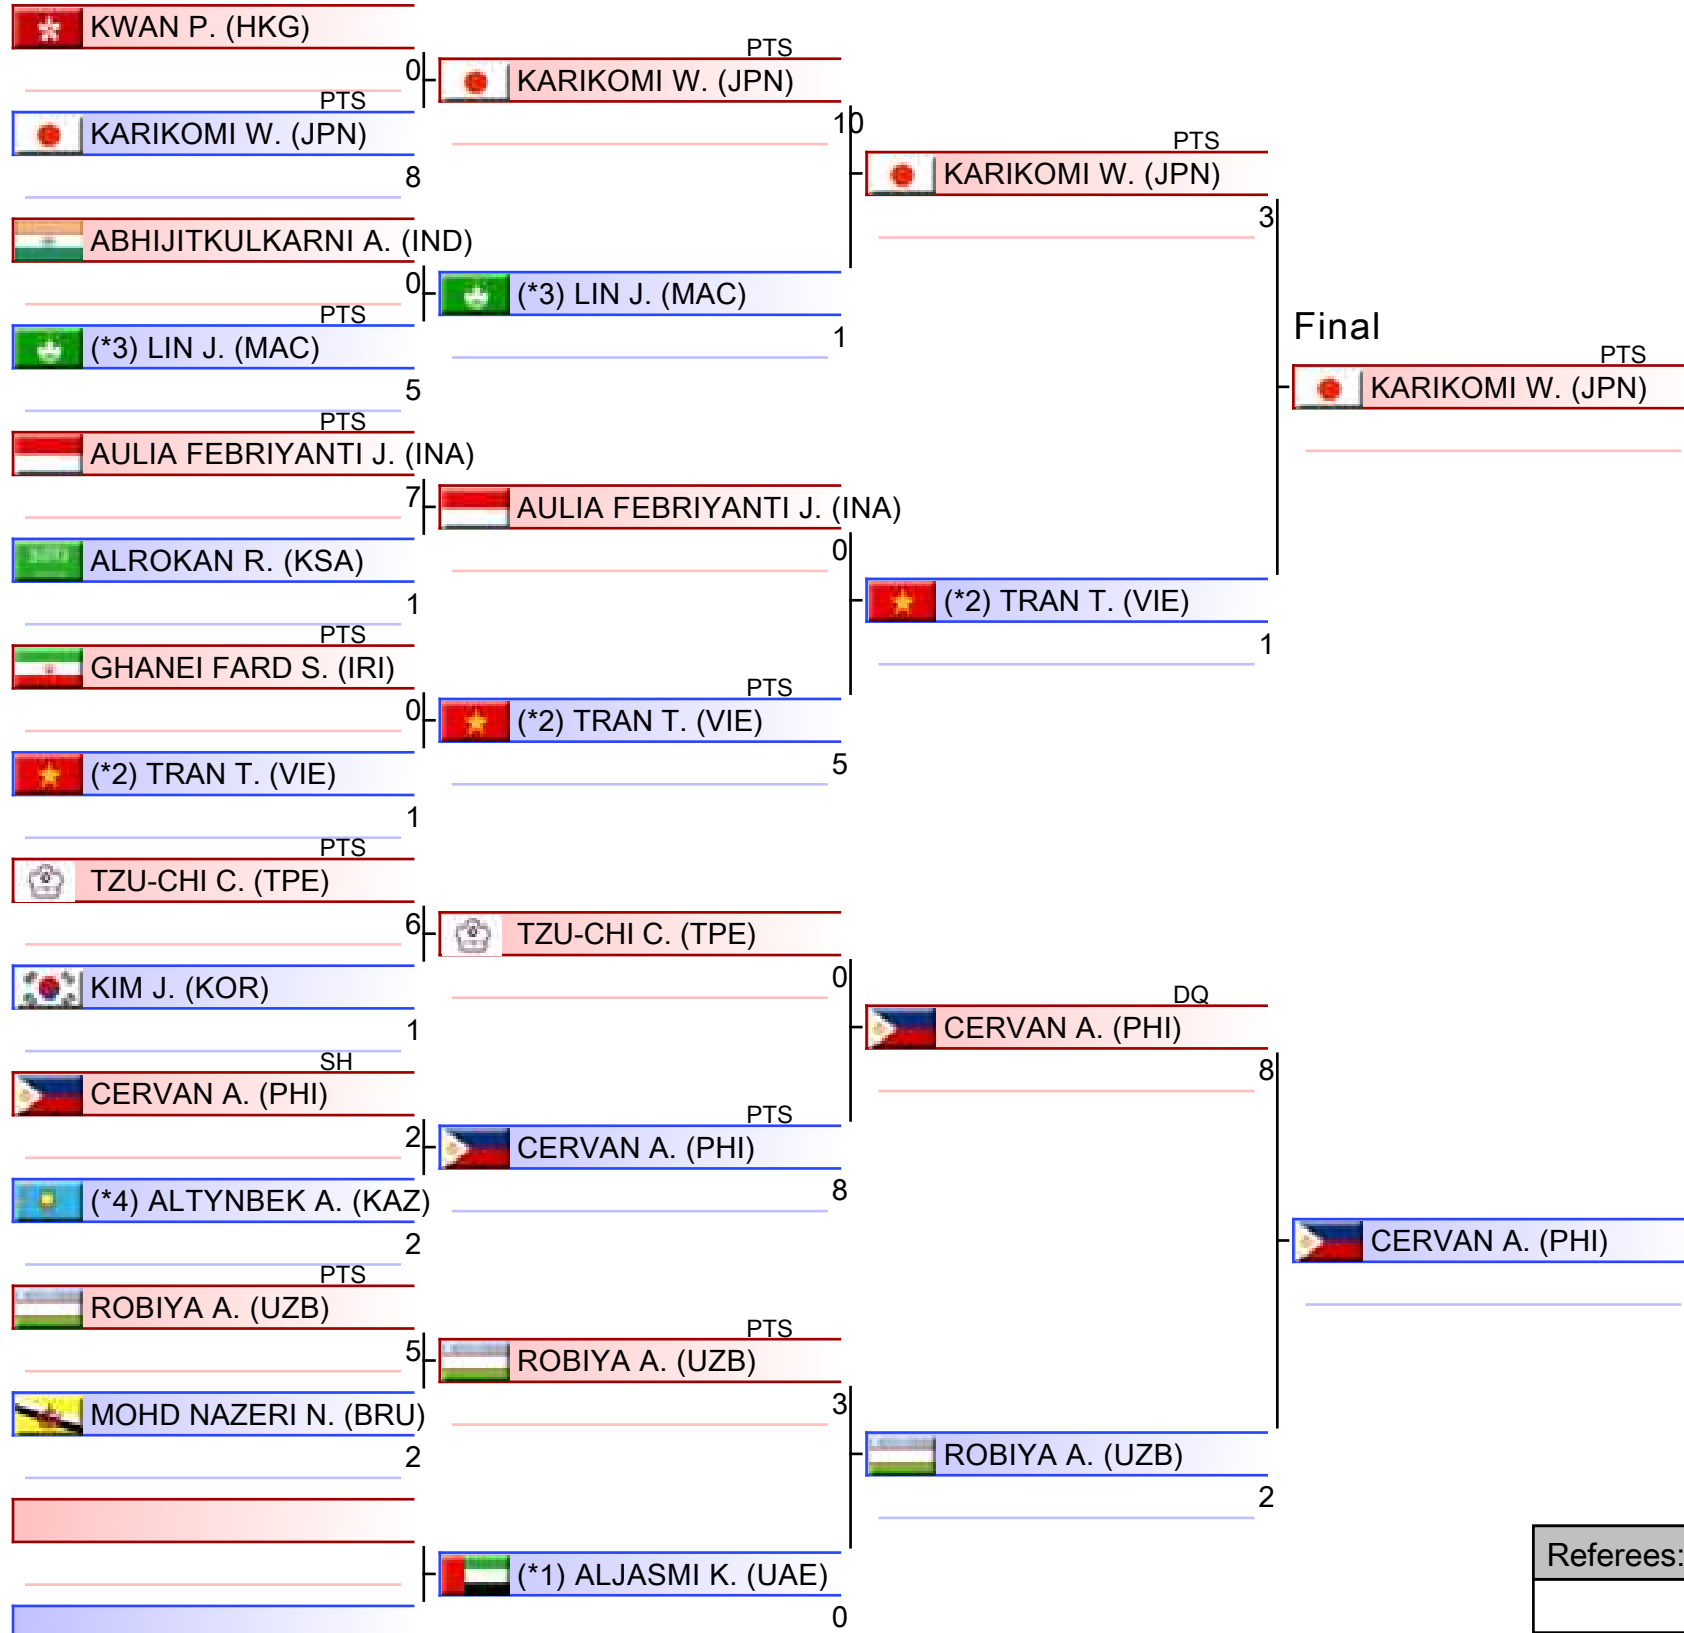 KWAN P. (HKG)
0
PTS
KARIKOMI W. (JPN)
8
ABHIJITKULKARNI A. (IND)
0
PTS
(*3) LIN J. (MAC)
5
PTS
AULIA FEBRIYANTI J. (INA)
7
ALROKAN R. (KSA)
1
PTS
GHANEI FARD S. (IRI)
0
(*2) TRAN T. (VIE)
1
PTS
TZU-CHI C. (TPE)
6
KIM J. (KOR)
1
SH
CERVAN A. (PHI)
2
(*4) ALTYNBEK A. (KAZ)
2
PTS
ROBIYA A. (UZB)
5
MOHD NAZERI N. (BRU)
2
PTS
KARIKOMI W. (JPN)
10
(*3) LIN J. (MAC)
1
AULIA FEBRIYANTI J. (INA)
0
PTS
(*2) TRAN T. (VIE)
5
TZU-CHI C. (TPE)
0
PTS
CERVAN A. (PHI)
8
PTS
ROBIYA A. (UZB)
3
(*1) ALJASMI K. (UAE)
0
PTS
KARIKOMI W. (JPN)
3
(*2) TRAN T. (VIE)
1
DQ
CERVAN A. (PHI)
8
ROBIYA A. (UZB)
2
Final
PTS
KARIKOMI W. (JPN)
CERVAN A. (PHI)
Referees: